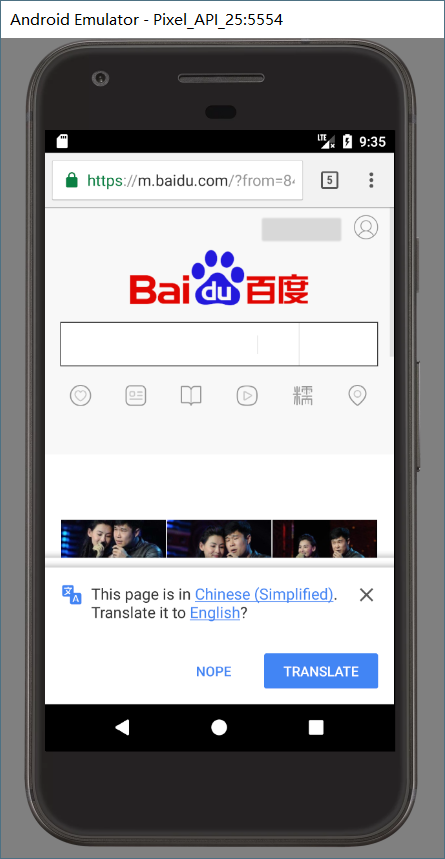 Android Emulator - Pixel_API_25:5554
LTE 9:35
https://m.baidu.com/?from=84
5
Bai du 百度
糯
This page is in Chinese (Simplified).
Translate it to English?
NOPE
TRANSLATE